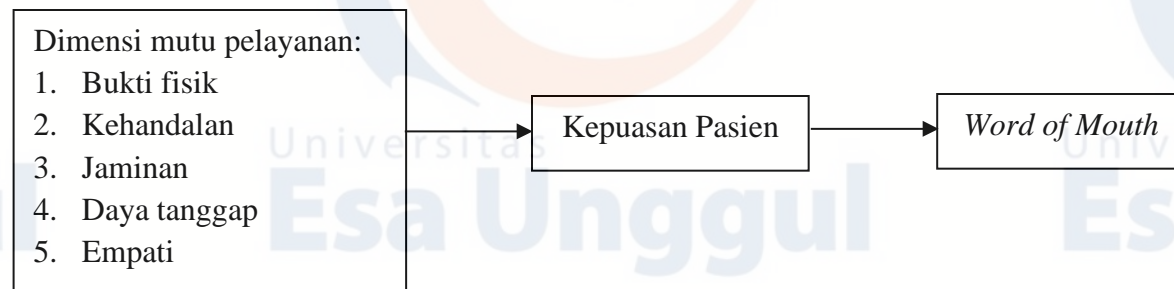 Dimensi mutu pelayanan:
1. Bukti fisik
2. Kehandalan
3. Jaminan
4. Daya tanggap
5. Empati
Kepuasan Pasien
Word of Mouth
Universitas
Esa Unggul
ul
Univ
Es